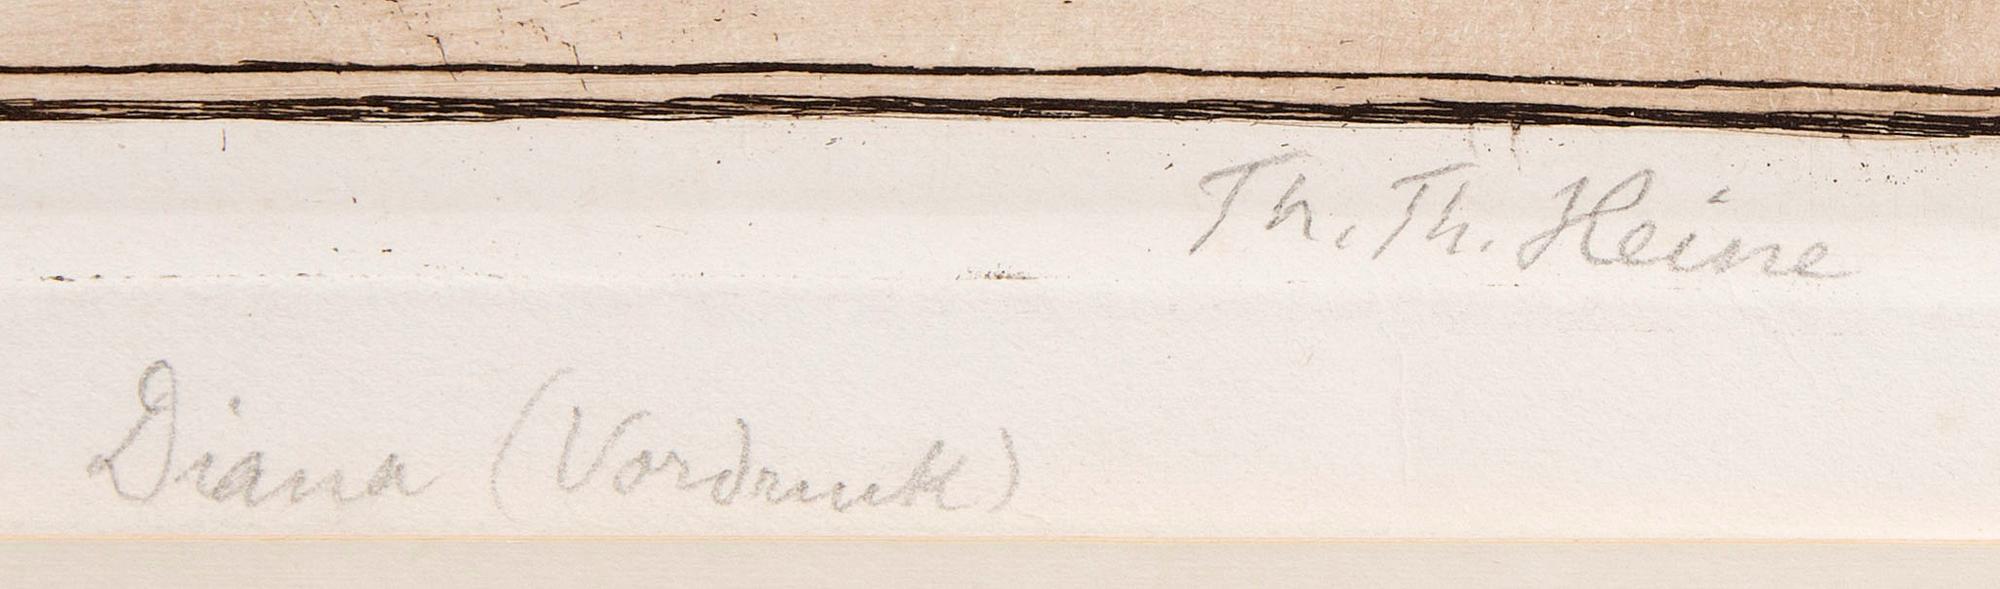 Th. Th. Heine
Diana (Vordruck)